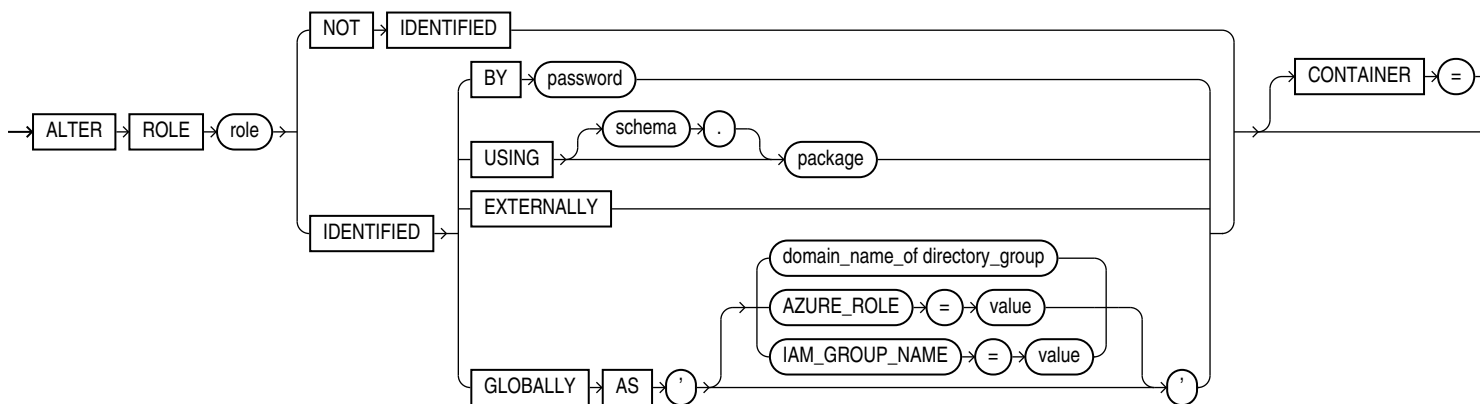 NOT IDENTIFIED
BY password
CONTAINER =
ALTER ROLE role
schema .
USING package
EXTERNALLY
IDENTIFIED
domain_name_of directory_group
AZURE_ROLE = value
IAM_GROUP_NAME = value
GLOBALLY AS ' '